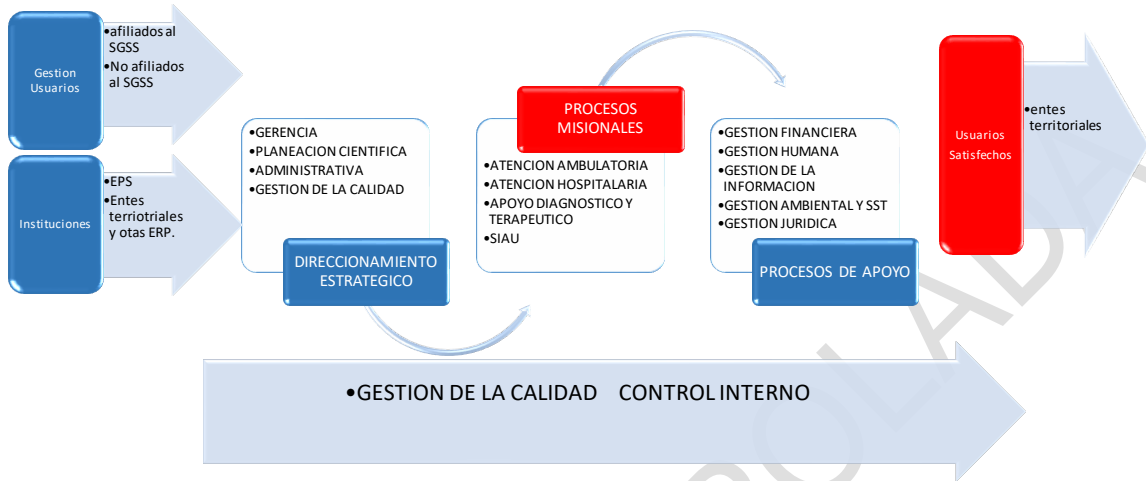 Gestion
Usuarios
•afiliados al
SGSS
•No afiliados
al SGSS
Instituciones
•EPS
•Entes
terriotriales
y otas ERP.
•GERENCIA
•PLANEACION CIENTIFICA
•ADMINISTRATIVA
•GESTION DE LA CALIDAD
DIRECCIONAMIENTO
ESTRATEGICO
PROCESOS
MISIONALES
•ATENCION AMBULATORIA
•ATENCION HOSPITALARIA
•APOYO DIAGNOSTICO Y
TERAPEUTICO
•SIAU
•GESTION FINANCIERA
•GESTION HUMANA
•GESTION DE LA
INFORMACION
•GESTION AMBIENTAL Y SST
•GESTION JURIDICA
PROCESOS DE APOYO
Usuarios
Satisfechos
•entes
territoriales
•GESTION DE LA CALIDAD CONTROL INTERNO